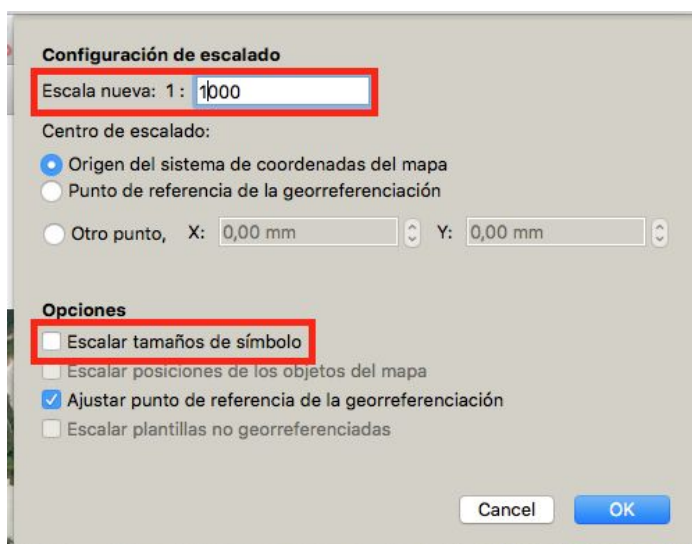 Configuración de escalado
Escala nueva: 1 : 1000
Centro de escalado:
Origen del sistema de coordenadas del mapa
Punto de referencia de la georreferenciación
Otro punto, X: 0,00 mm Y: 0,00 mm
Opciones
Escalar tamaños de símbolo
Escalar posiciones de los objetos del mapa
Ajustar punto de referencia de la georreferenciación
Escalar plantillas no georreferenciadas
Cancel OK